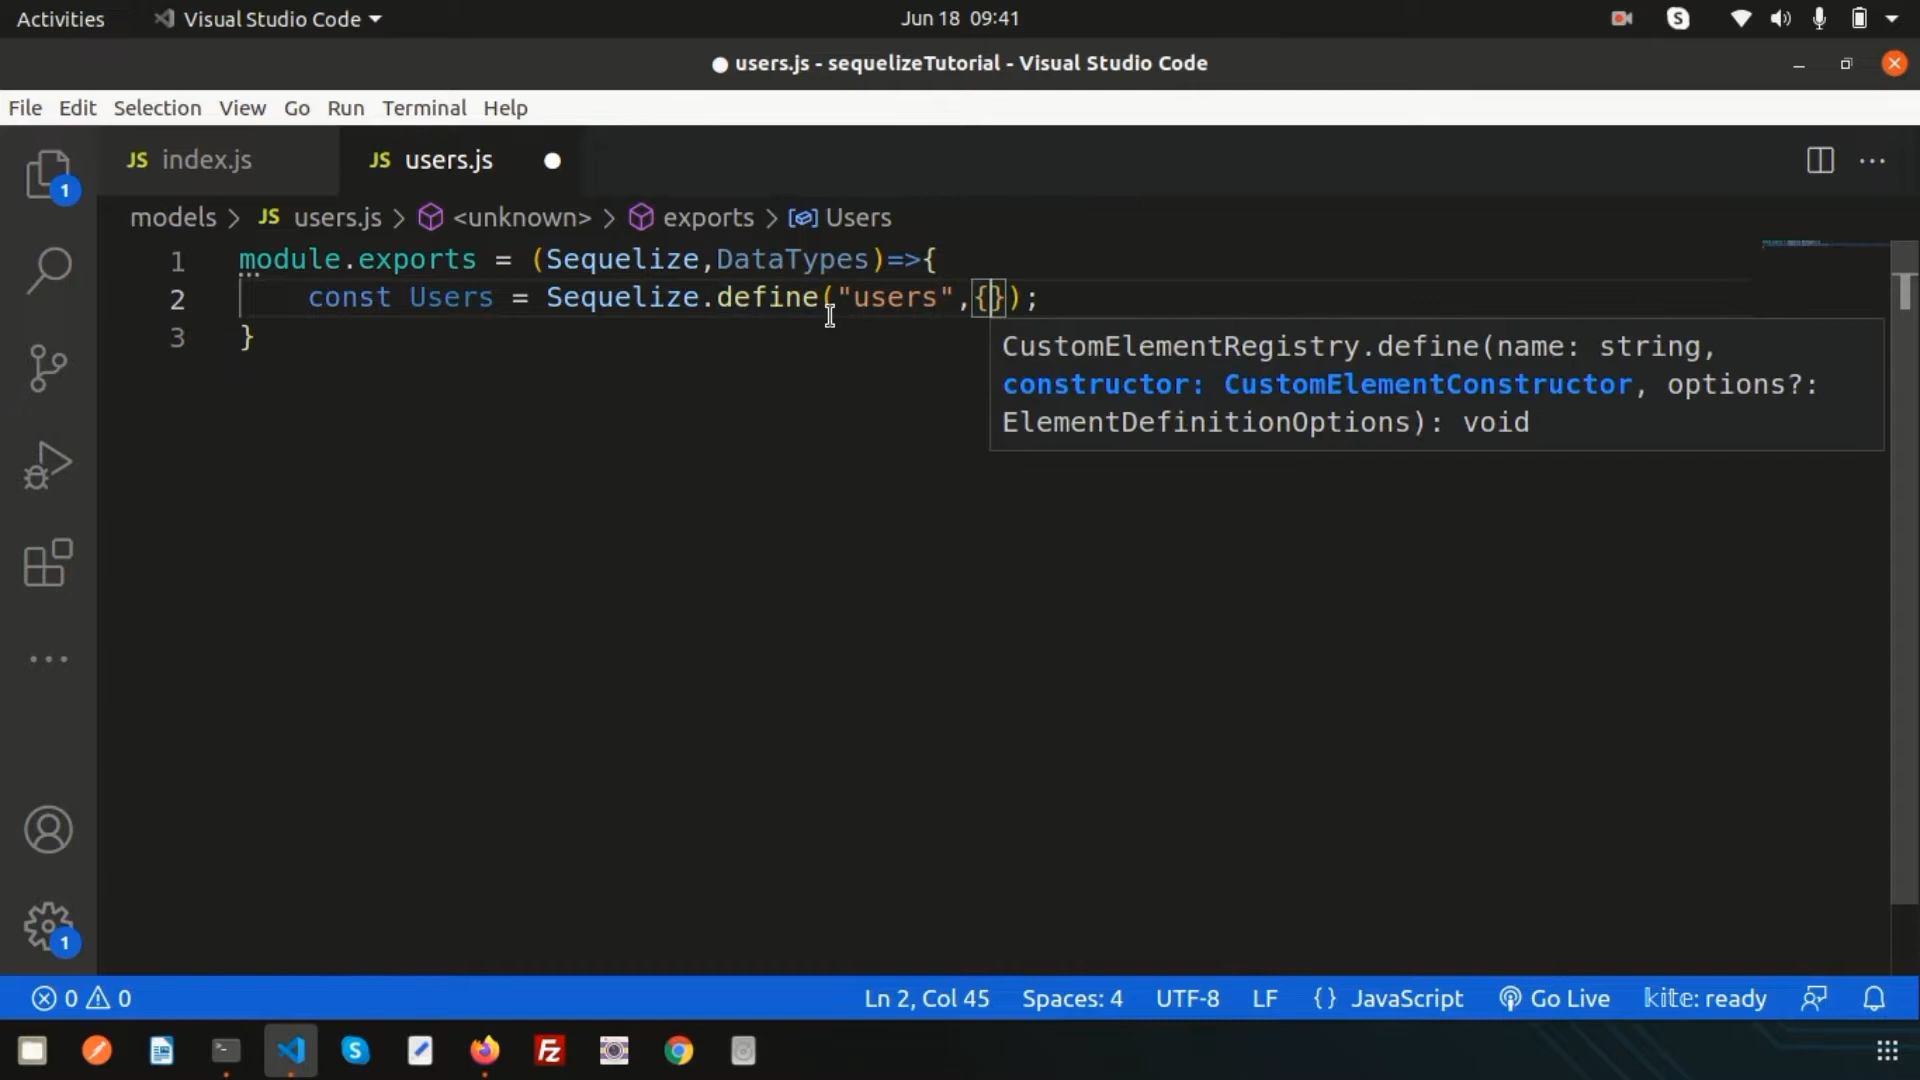 Activities Visual Studio Code Jun 18 09:41
users.js - sequelizeTutorial - Visual Studio Code
File Edit Selection View Go Run Terminal Help
JS index.js JS users.js
models > JS users.js > <unknown> > exports > Users
1 module.exports = (Sequelize,DataTypes)=>{
2 const Users = Sequelize.define("users",{});
3 }
CustomElementRegistry.define(name: string,
constructor: CustomElementConstructor, options?:
ElementDefinitionOptions): void
1
1
0 0 Ln 2, Col 45 Spaces: 4 UTF-8 LF {} JavaScript Go Live kite: ready